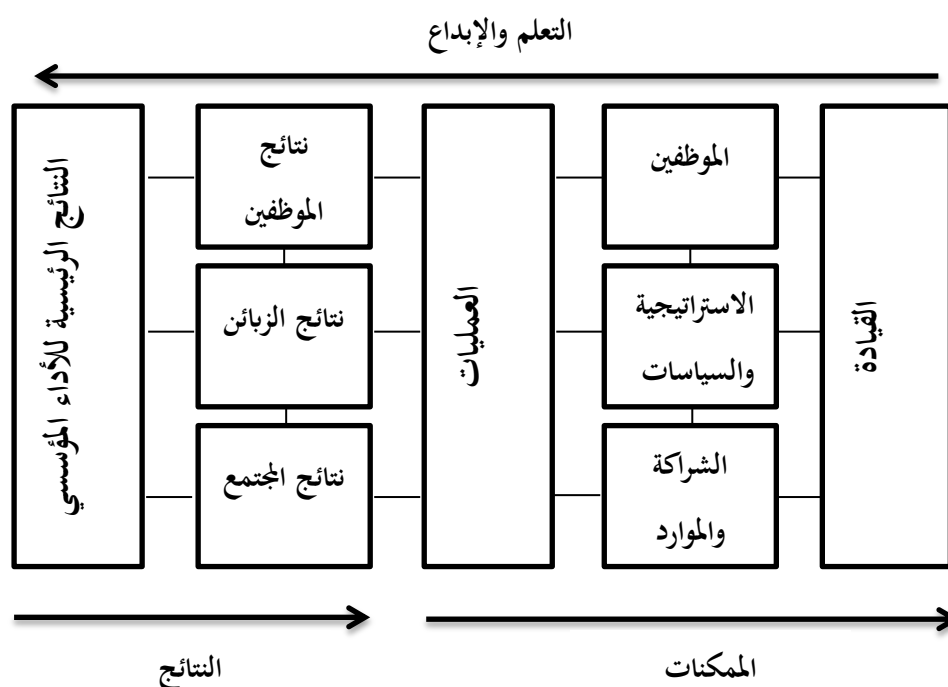 التعلم والإبداع
القيادة
الموظفين
الاستراتيجية
والسياسات
الشراكة
والموارد
العمليات
نتائج
الموظفين
نتائج الزبائن
نتائج المجتمع
النتائج الرئيسية للأداء المؤسسي
الممكنات
النتائج